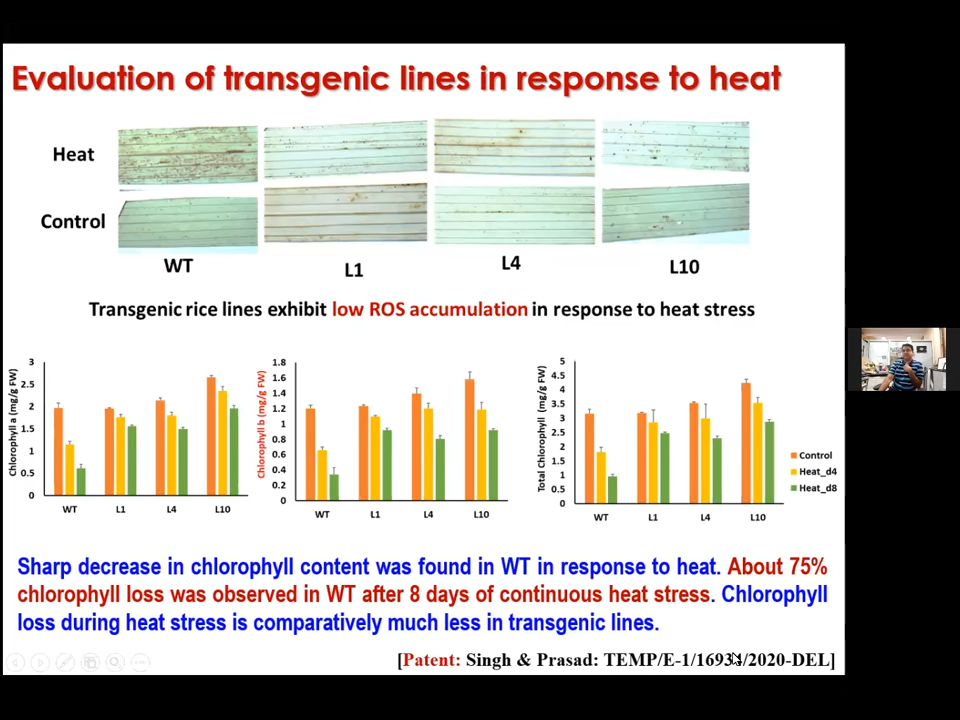 Evaluation of transgenic lines in response to heat
Heat
Control
WT
L1
L4
L10
Transgenic rice lines exhibit low ROS accumulation in response to heat stress
Chlorophyll a (mg/g FW)
3
2.5
2
1.5
1
0.5
0
WT
L1
L4
L10
Chlorophyll b (mg/g FW)
1.8
1.6
1.4
1.2
1
0.8
0.6
0.4
0.2
0
WT
L1
L4
L10
Total Chlorophyll (mg/g FW)
5
4.5
4
3.5
3
2.5
2
1.5
1
0.5
0
WT
L1
L4
L10
Control
Heat_d4
Heat_d8
Sharp decrease in chlorophyll content was found in WT in response to heat. About 75%
chlorophyll loss was observed in WT after 8 days of continuous heat stress. Chlorophyll
loss during heat stress is comparatively much less in transgenic lines.
[Patent: Singh & Prasad: